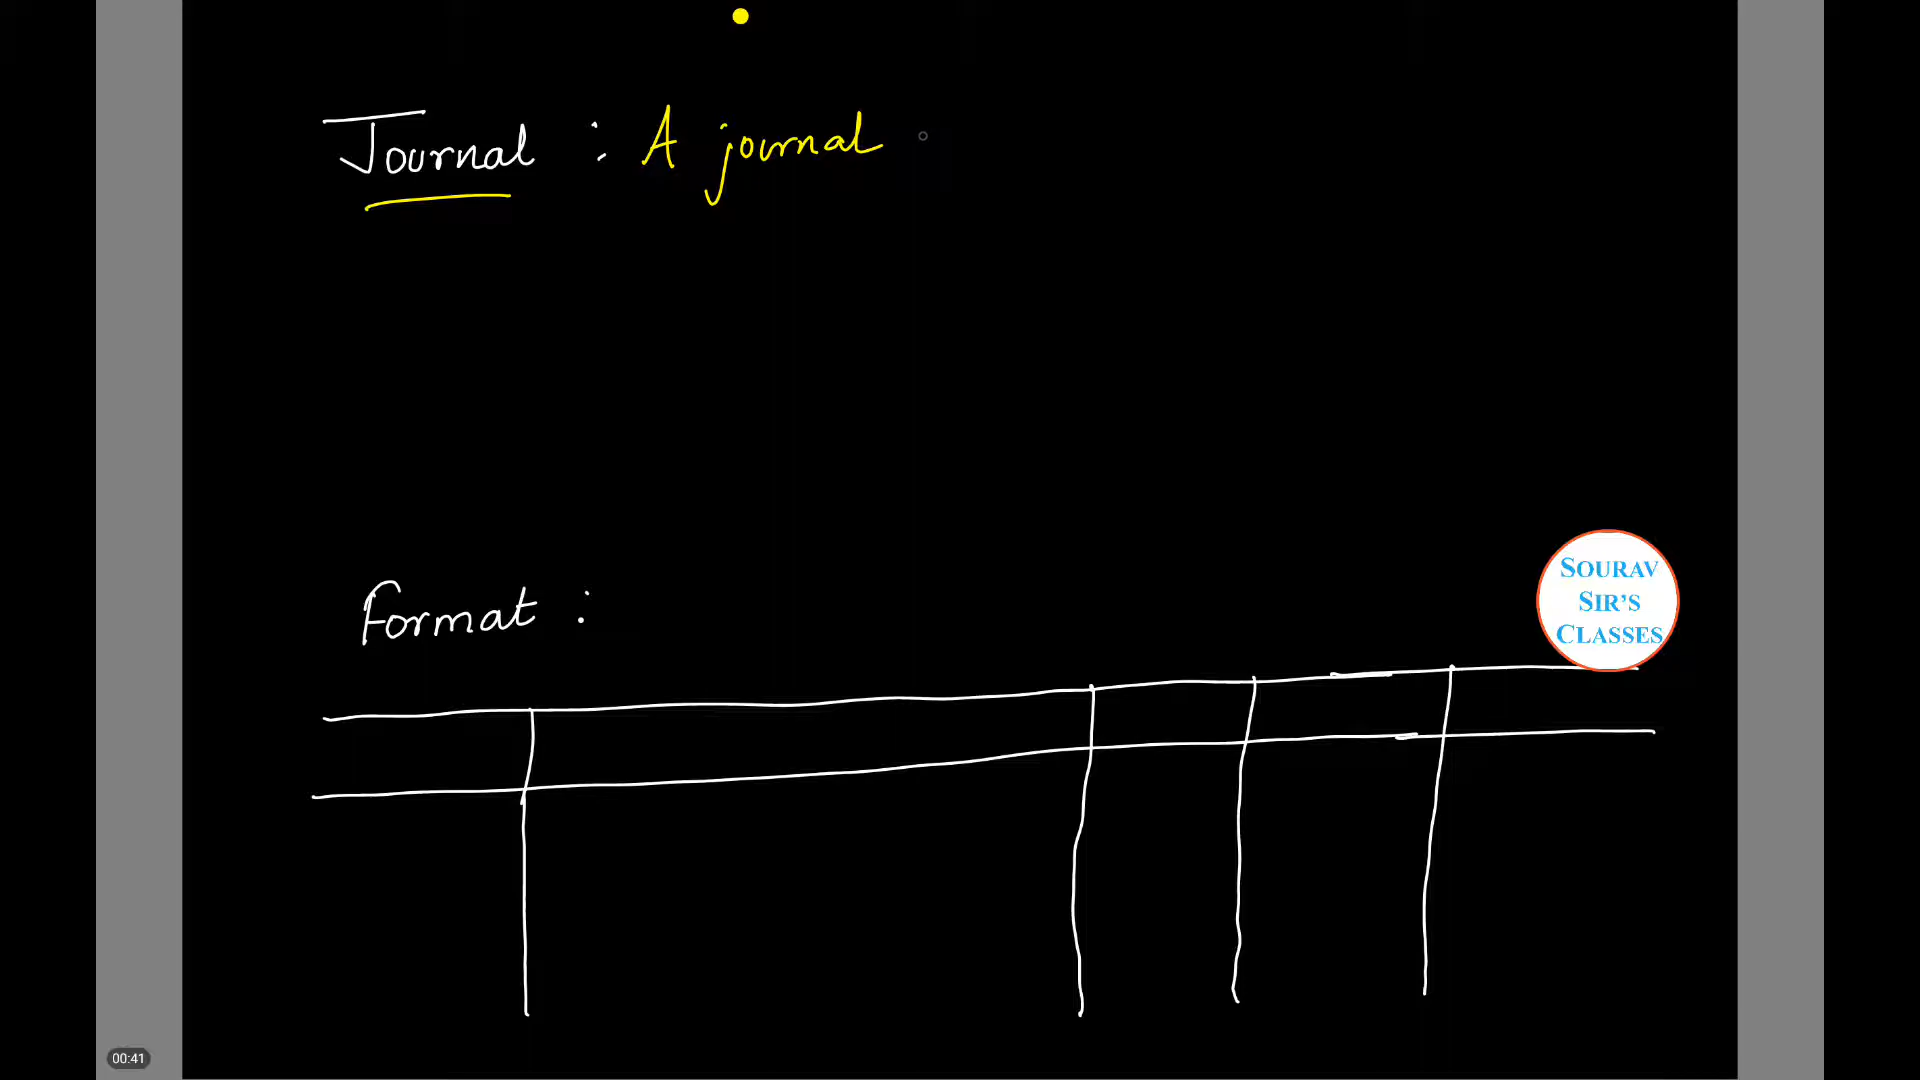 Journal : A journal
Format :
SOURAV
SIR'S
CLASSES
00:41